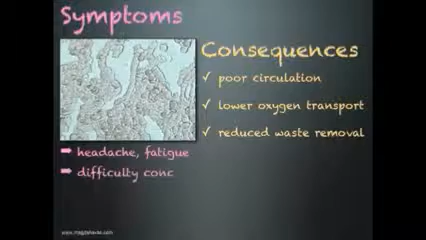 Symptoms
Consequences
✓ poor circulation
✓ lower oxygen transport
✓ reduced waste removal
➡ headache, fatigue
➡ difficulty conc